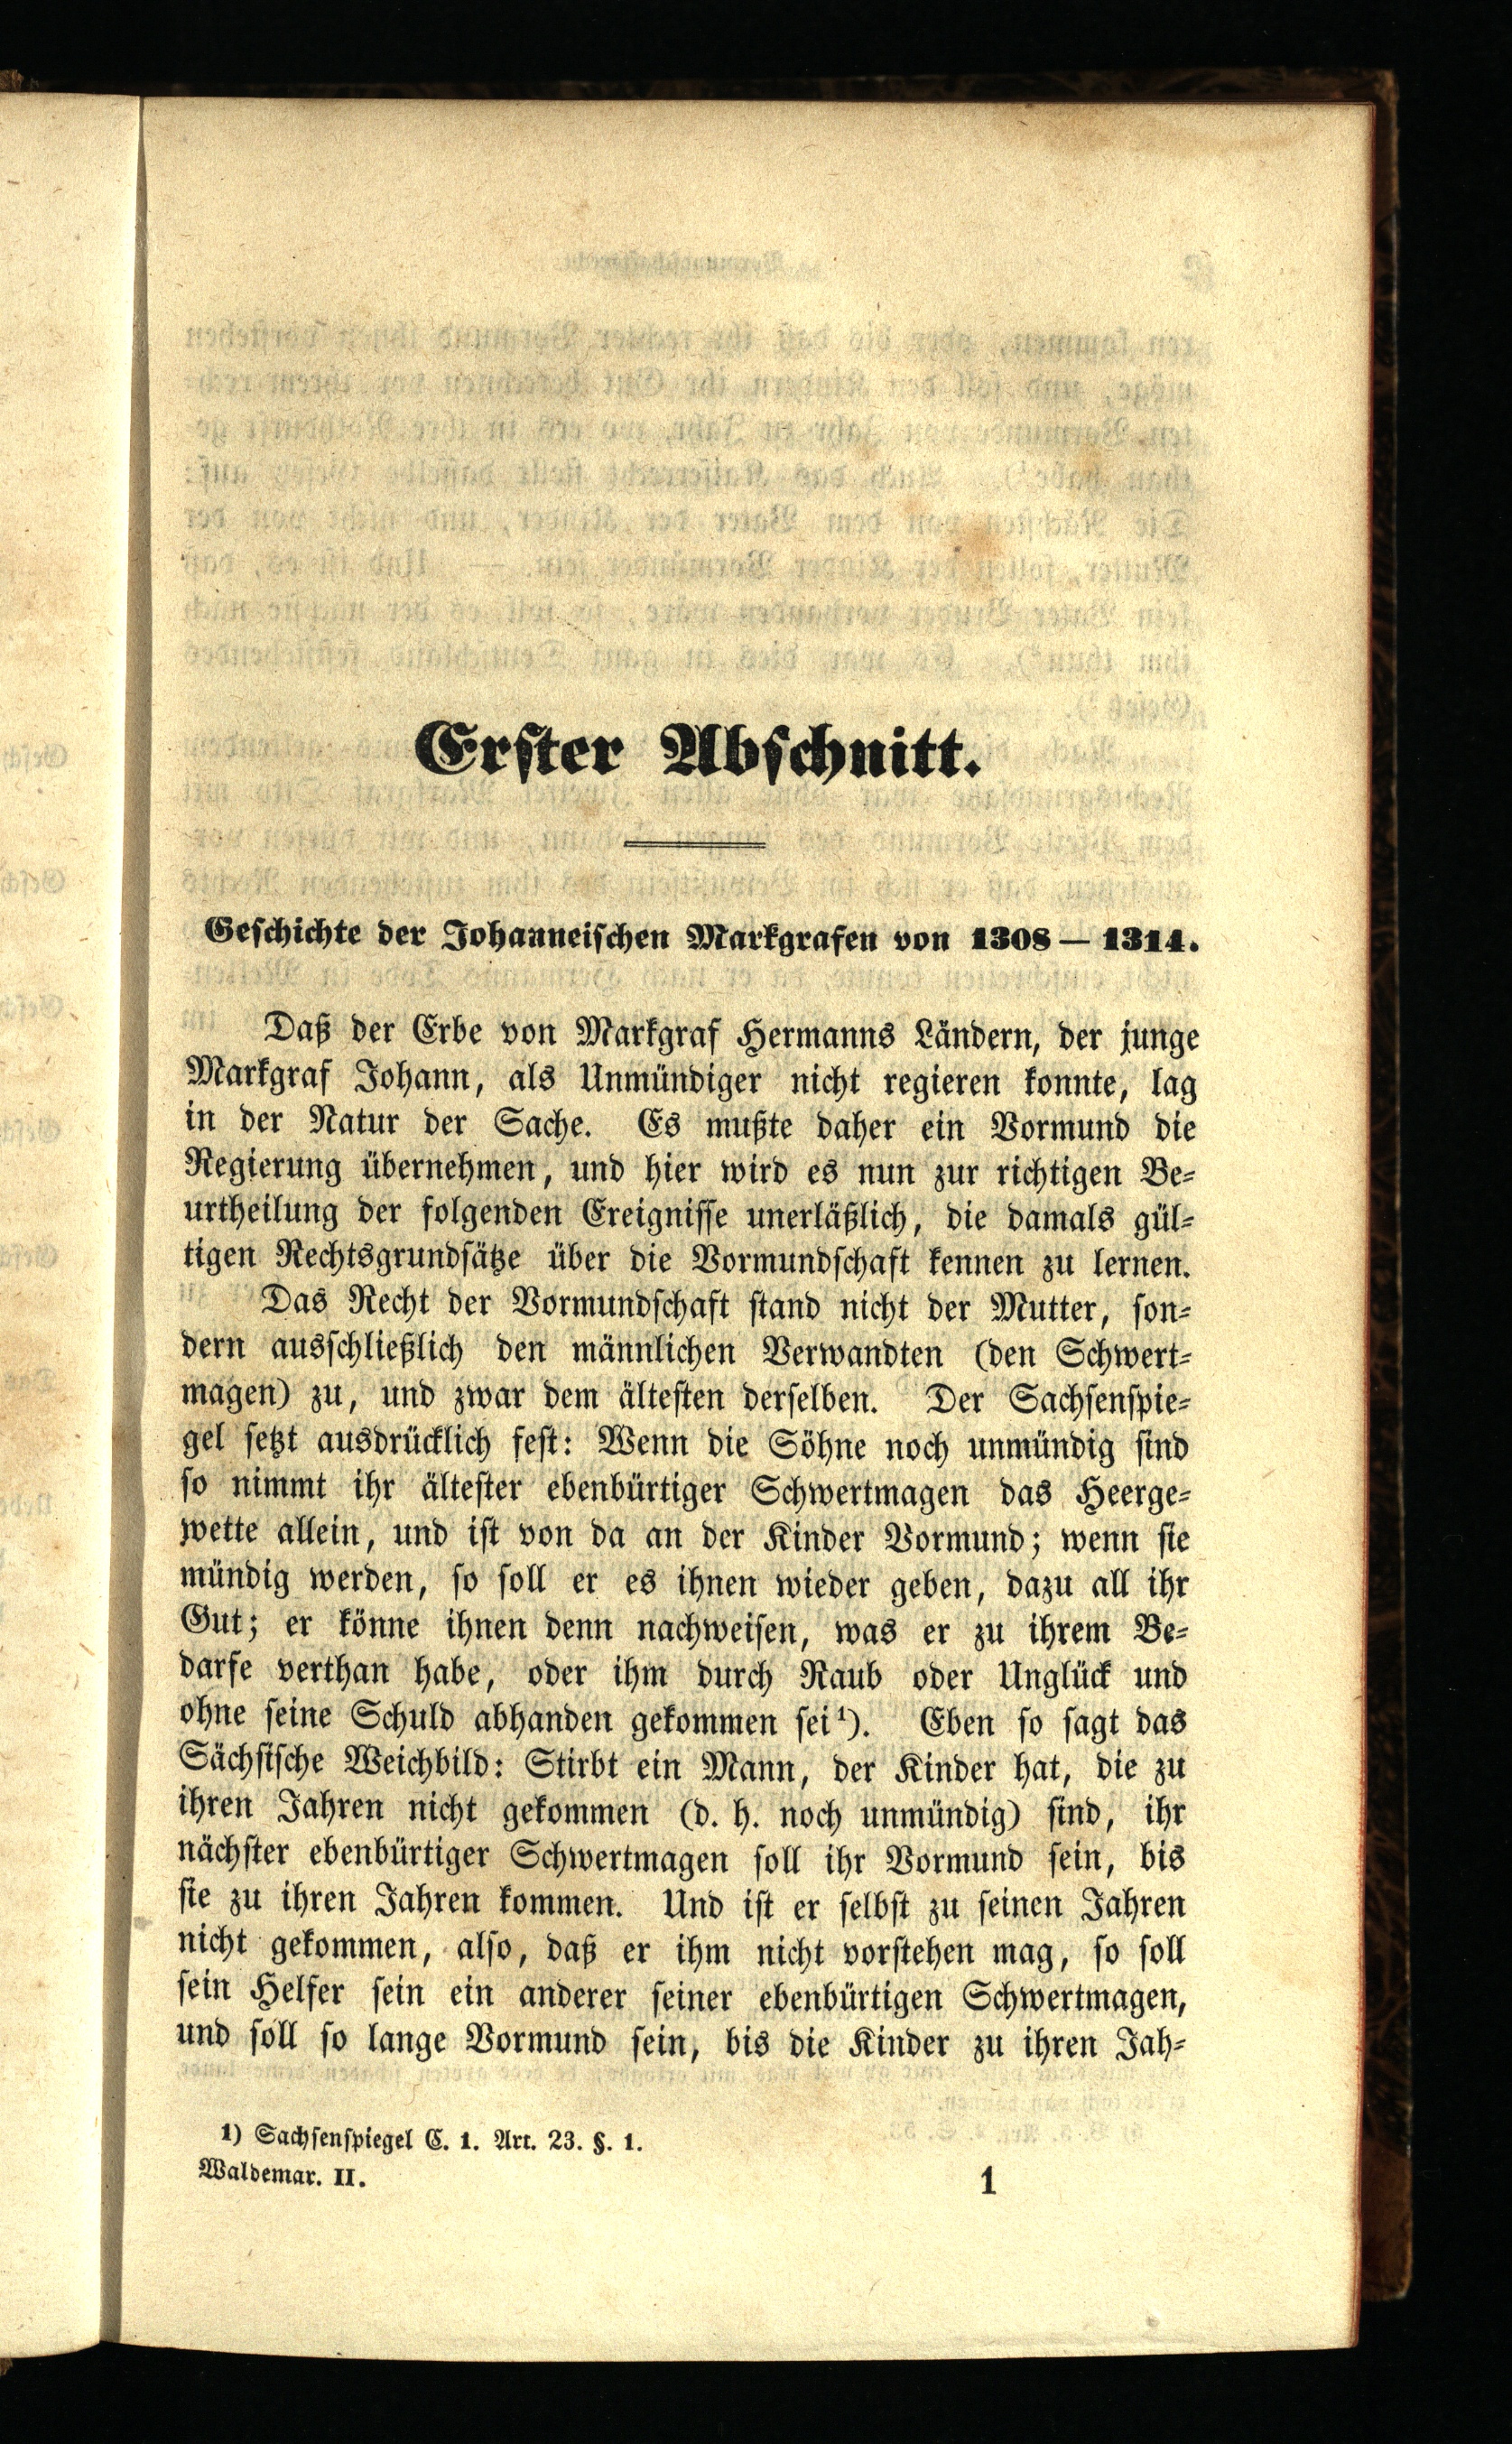 Erster Abschnitt.
Geschichte der Johanneischen Markgrafen von 1308 — 1314.
Daß der Erbe von Markgraf Hermanns Ländern, der junge
Markgraf Johann, als Unmündiger nicht regieren konnte, lag
in der Natur der Sache. Es mußte daher ein Vormund die
Regierung übernehmen, und hier wird es nun zur richtigen Be-
urtheilung der folgenden Ereignisse unerläßlich, die damals gül-
tigen Rechtsgrundsätze über die Vormundschaft kennen zu lernen.
Das Recht der Vormundschaft stand nicht der Mutter, son-
dern ausschließlich den männlichen Verwandten (den Schwert-
magen) zu, und zwar dem ältesten derselben. Der Sachsenspie-
gel setzt ausdrücklich fest: Wenn die Söhne noch unmündig sind
so nimmt ihr ältester ebenbürtiger Schwertmagen das Heerge-
wette allein, und ist von da an der Kinder Vormund; wenn sie
mündig werden, so soll er es ihnen wieder geben, dazu all ihr
Gut; er könne ihnen denn nachweisen, was er zu ihrem Be-
darfe verthan habe, oder ihm durch Raub oder Unglück und
ohne seine Schuld abhanden gekommen sei¹). Eben so sagt das
Sächsische Weichbild: Stirbt ein Mann, der Kinder hat, die zu
ihren Jahren nicht gekommen (d. h. noch unmündig) sind, ihr
nächster ebenbürtiger Schwertmagen soll ihr Vormund sein, bis
sie zu ihren Jahren kommen. Und ist er selbst zu seinen Jahren
nicht gekommen, also, daß er ihm nicht vorstehen mag, so soll
sein Helfer sein ein anderer seiner ebenbürtigen Schwertmagen,
und soll so lange Vormund sein, bis die Kinder zu ihren Jah-
1) Sachsenspiegel C. 1. Art. 23. §. 1.
Waldemar. II. 1